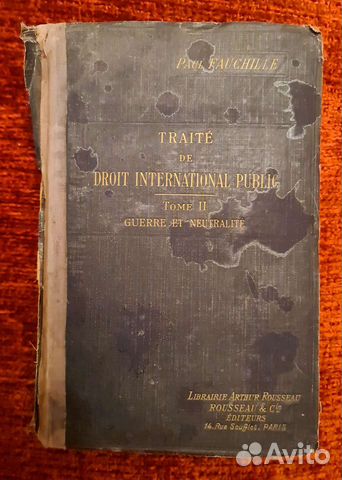 PAUL FAUCHILLE
TRAITÉ
DE
DROIT INTERNATIONAL PUBLIC
TOME II
GUERRE ET NEUTRALITÉ
LIBRAIRIE ARTHUR ROUSSEAU
ROUSSEAU & Cie
ÉDITEURS
14, Rue Soufflot, PARIS
Avito